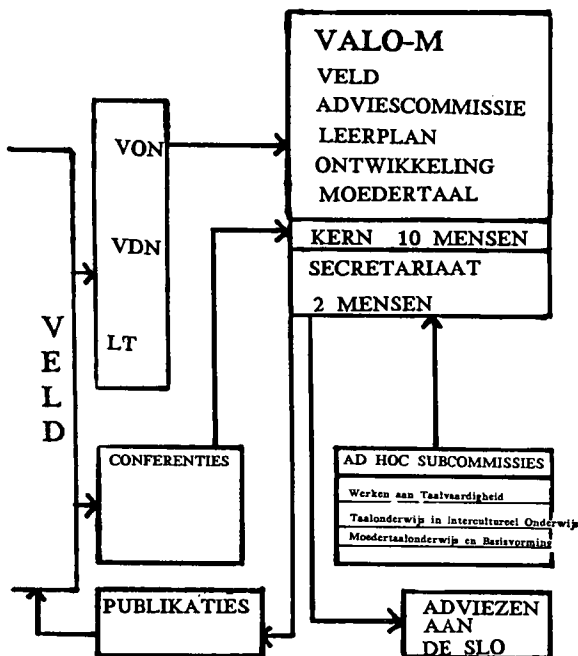 VALO-M
VELD
ADVIESCOMMISSIE
LEERPLAN
ONTWIKKELING
MOEDERTAAL
KERN 10 MENSEN
SECRETARIAAT
2 MENSEN
VON
VDN
LT
VELD
CONFERENTIES
AD HOC SUBCOMMISSIES
Werken aan Taalvaardigheid
Taalonderwijs in Intercultureel Onderwijs
Moedertaalonderwijs en Basisvorming
PUBLIKATIES
ADVIEZEN
AAN
DE SLO